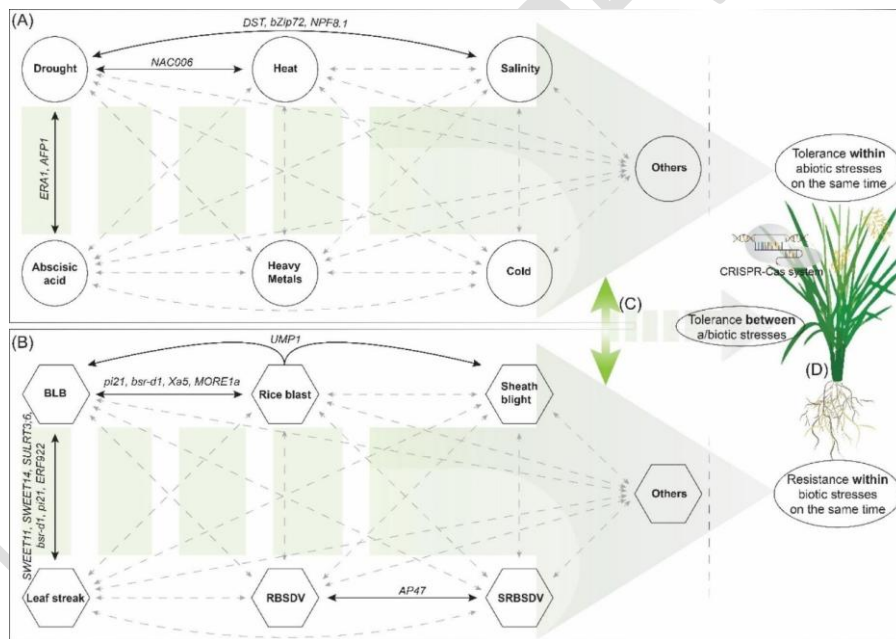 (A)
DST, bZip72, NPF8.1
Drought
NAC006
Heat
Salinity
ERA1, AFP1
Others
Tolerance within
abiotic stresses
on the same time
Abscisic
acid
Heavy
Metals
Cold
CRISPR-Cas system
(C)
Tolerance between
a/biotic stresses
(B)
UMP1
BLB
pi21, bsr-d1, Xa5, MORE1a
Rice blast
Sheath
blight
(D)
SWEET11, SWEET14, SULRT3;6,
bsr-d1, pi21, ERF922
Others
Resistance within
biotic stresses
on the same time
Leaf streak
RBSDV
AP47
SRBSDV